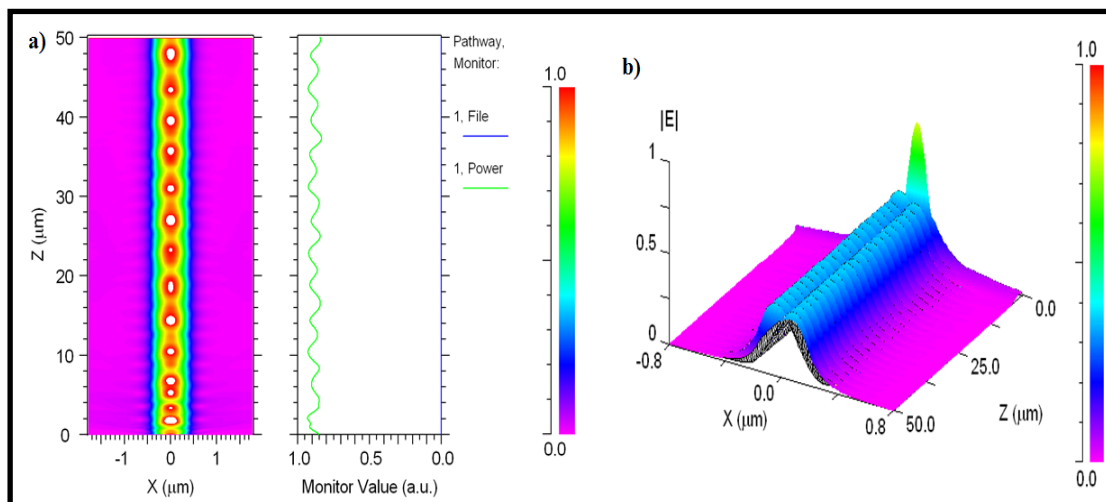 a)
50
40
30
20
10
0
Z (µm)
-1 0 1
X (µm)
1.0 0.5 0.0
Monitor Value (a.u.)
Pathway,
Monitor:
1, File
1, Power
1.0
0.0
b)
|E|
1
0.5
0
-0.8
0.0
0.8
X (µm)
50.0
25.0
0.0
Z (µm)
1.0
1.0